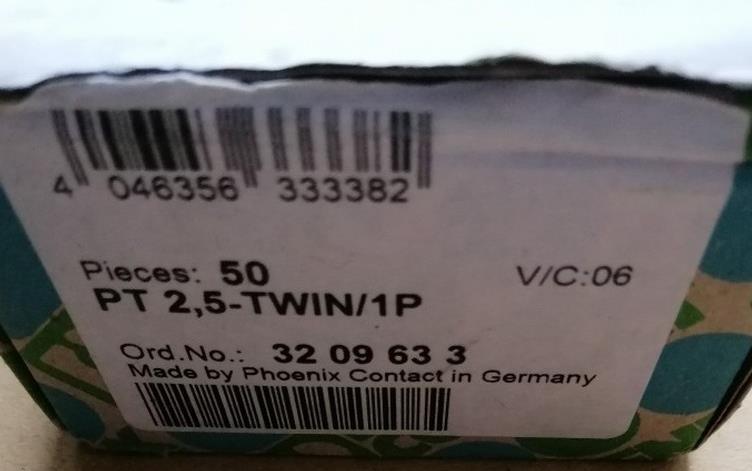 4 046356 333382
Pieces: 50
V/C:06
PT 2,5-TWIN/1P
Ord.No.: 32 09 63 3
Made by Phoenix Contact in Germany